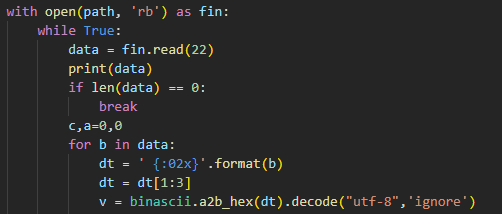 with open(path, 'rb') as fin:
    while True:
        data = fin.read(22)
        print(data)
        if len(data) == 0:
            break
        c,a=0,0
        for b in data:
            dt = ' {:02x}'.format(b)
            dt = dt[1:3]
            v = binascii.a2b_hex(dt).decode("utf-8",'ignore')